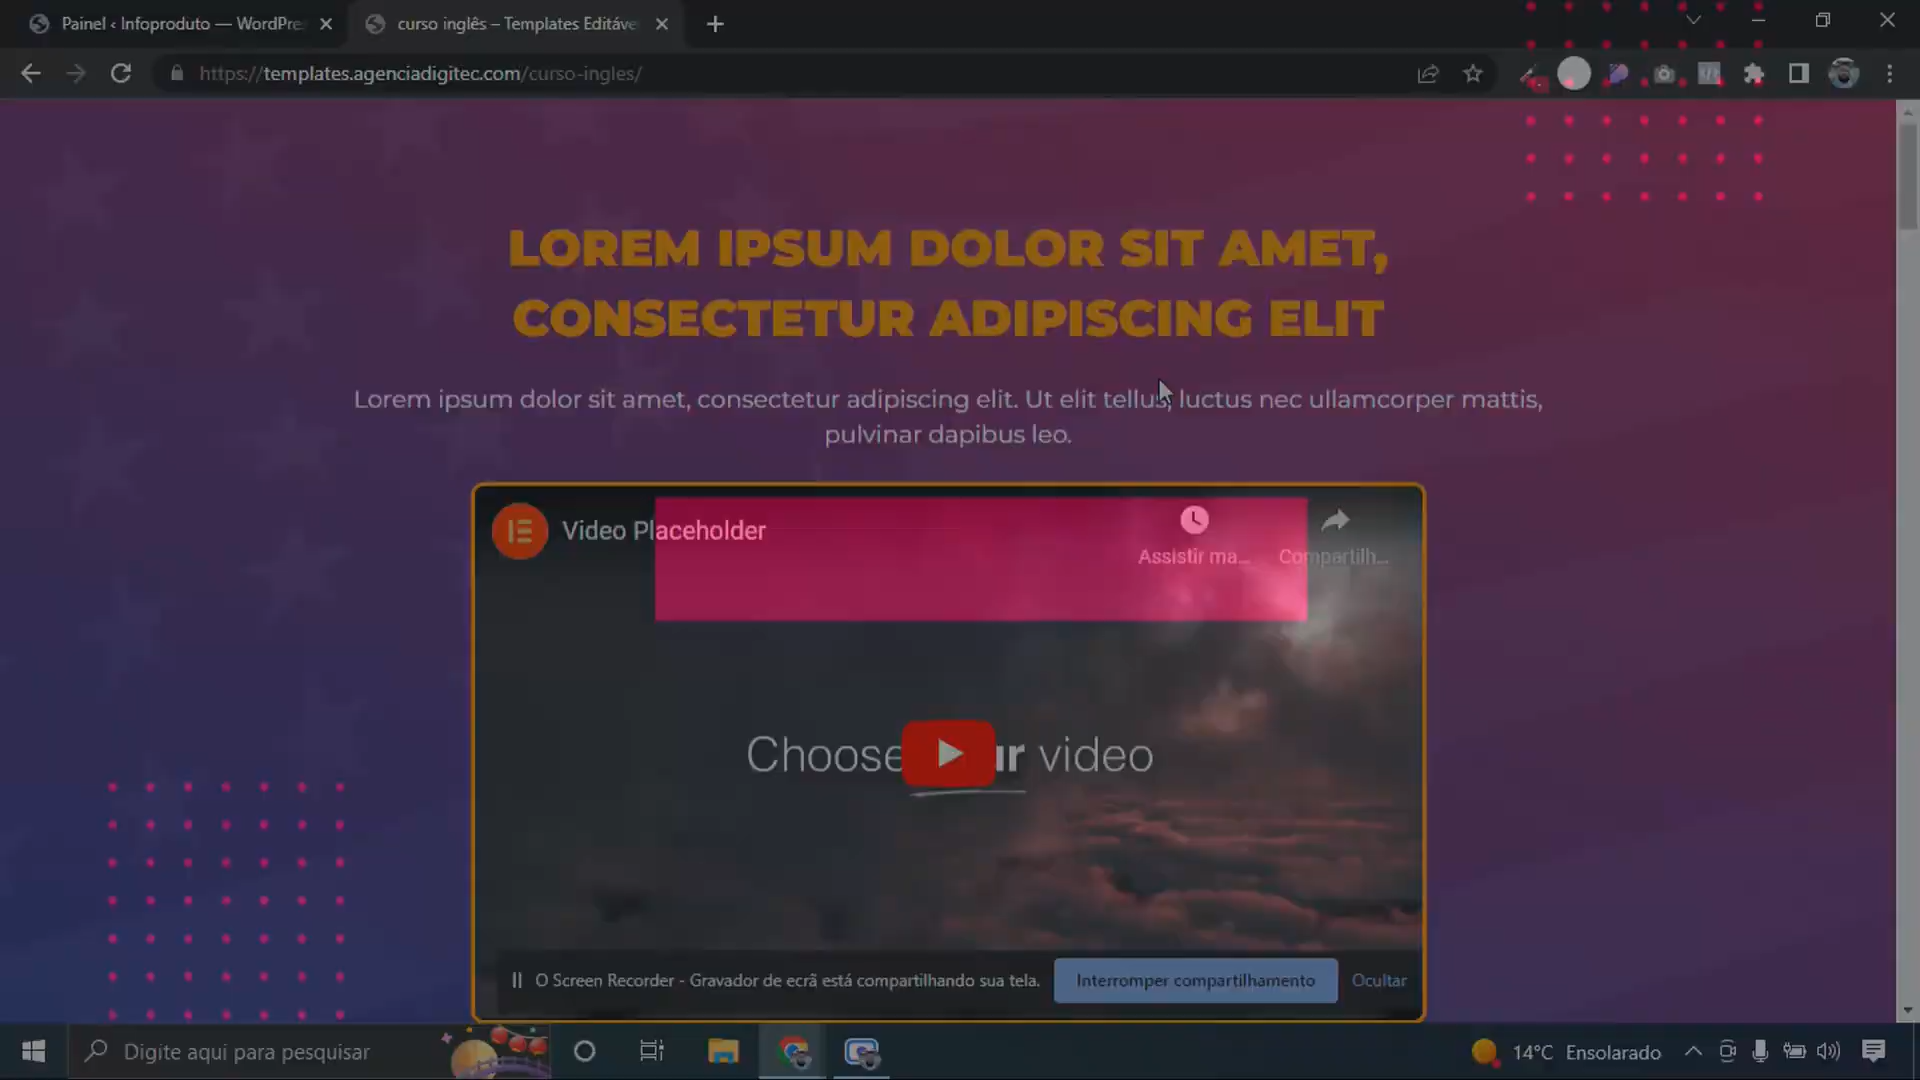 Painel ‹ Infoproduto — WordPre
curso inglês – Templates Editáve
https://templates.agenciadigitec.com/curso-ingles/
LOREM IPSUM DOLOR SIT AMET,
CONSECTETUR ADIPISCING ELIT
Lorem ipsum dolor sit amet, consectetur adipiscing elit. Ut elit tellus, luctus nec ullamcorper mattis,
pulvinar dapibus leo.
Video Placeholder
Assistir ma...
Compartilh...
Choose ur video
O Screen Recorder - Gravador de ecrã está compartilhando sua tela.
Interromper compartilhamento
Ocultar
Digite aqui para pesquisar
14°C Ensolarado